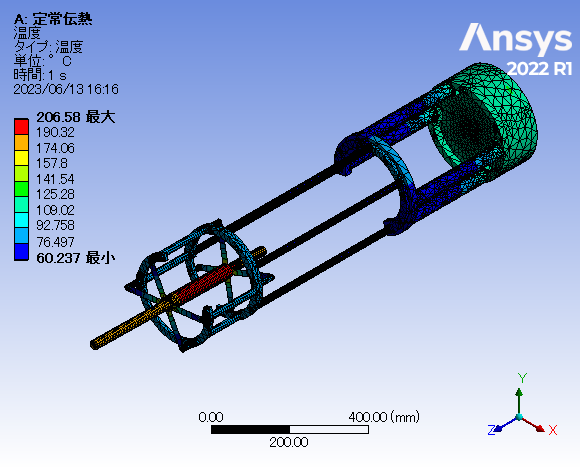 A: 定常伝熱
温度
タイプ: 温度
単位: ° C
時間: 1 s
2023/06/13 16:16
206.58 最大
190.32
174.06
157.8
141.54
125.28
109.02
92.758
76.497
60.237 最小
Ansys
2022 R1
0.00 400.00 (mm)
200.00
Y
Z X